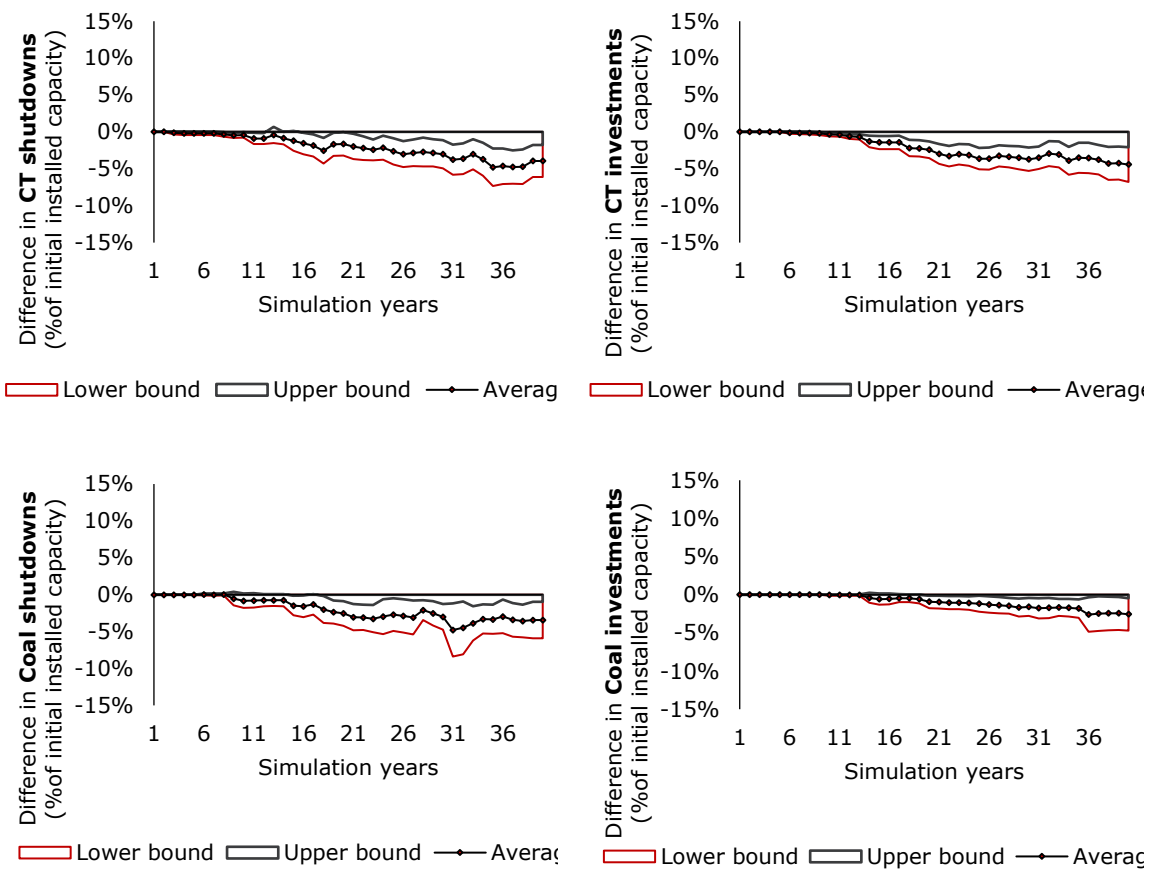 Difference in CT shutdowns
(%of initial installed capacity)
15%
10%
5%
0%
-5%
-10%
-15%
1 6 11 16 21 26 31 36
Simulation years
Lower bound Upper bound Averag
Difference in CT investments
(%of initial installed capacity)
15%
10%
5%
0%
-5%
-10%
-15%
1 6 11 16 21 26 31 36
Simulation years
Lower bound Upper bound Averag
Difference in Coal shutdowns
(%of initial installed capacity)
15%
10%
5%
0%
-5%
-10%
-15%
1 6 11 16 21 26 31 36
Simulation years
Lower bound Upper bound Averag
Difference in Coal investments
(%of initial installed capacity)
15%
10%
5%
0%
-5%
-10%
-15%
1 6 11 16 21 26 31 36
Simulation years
Lower bound Upper bound Averag